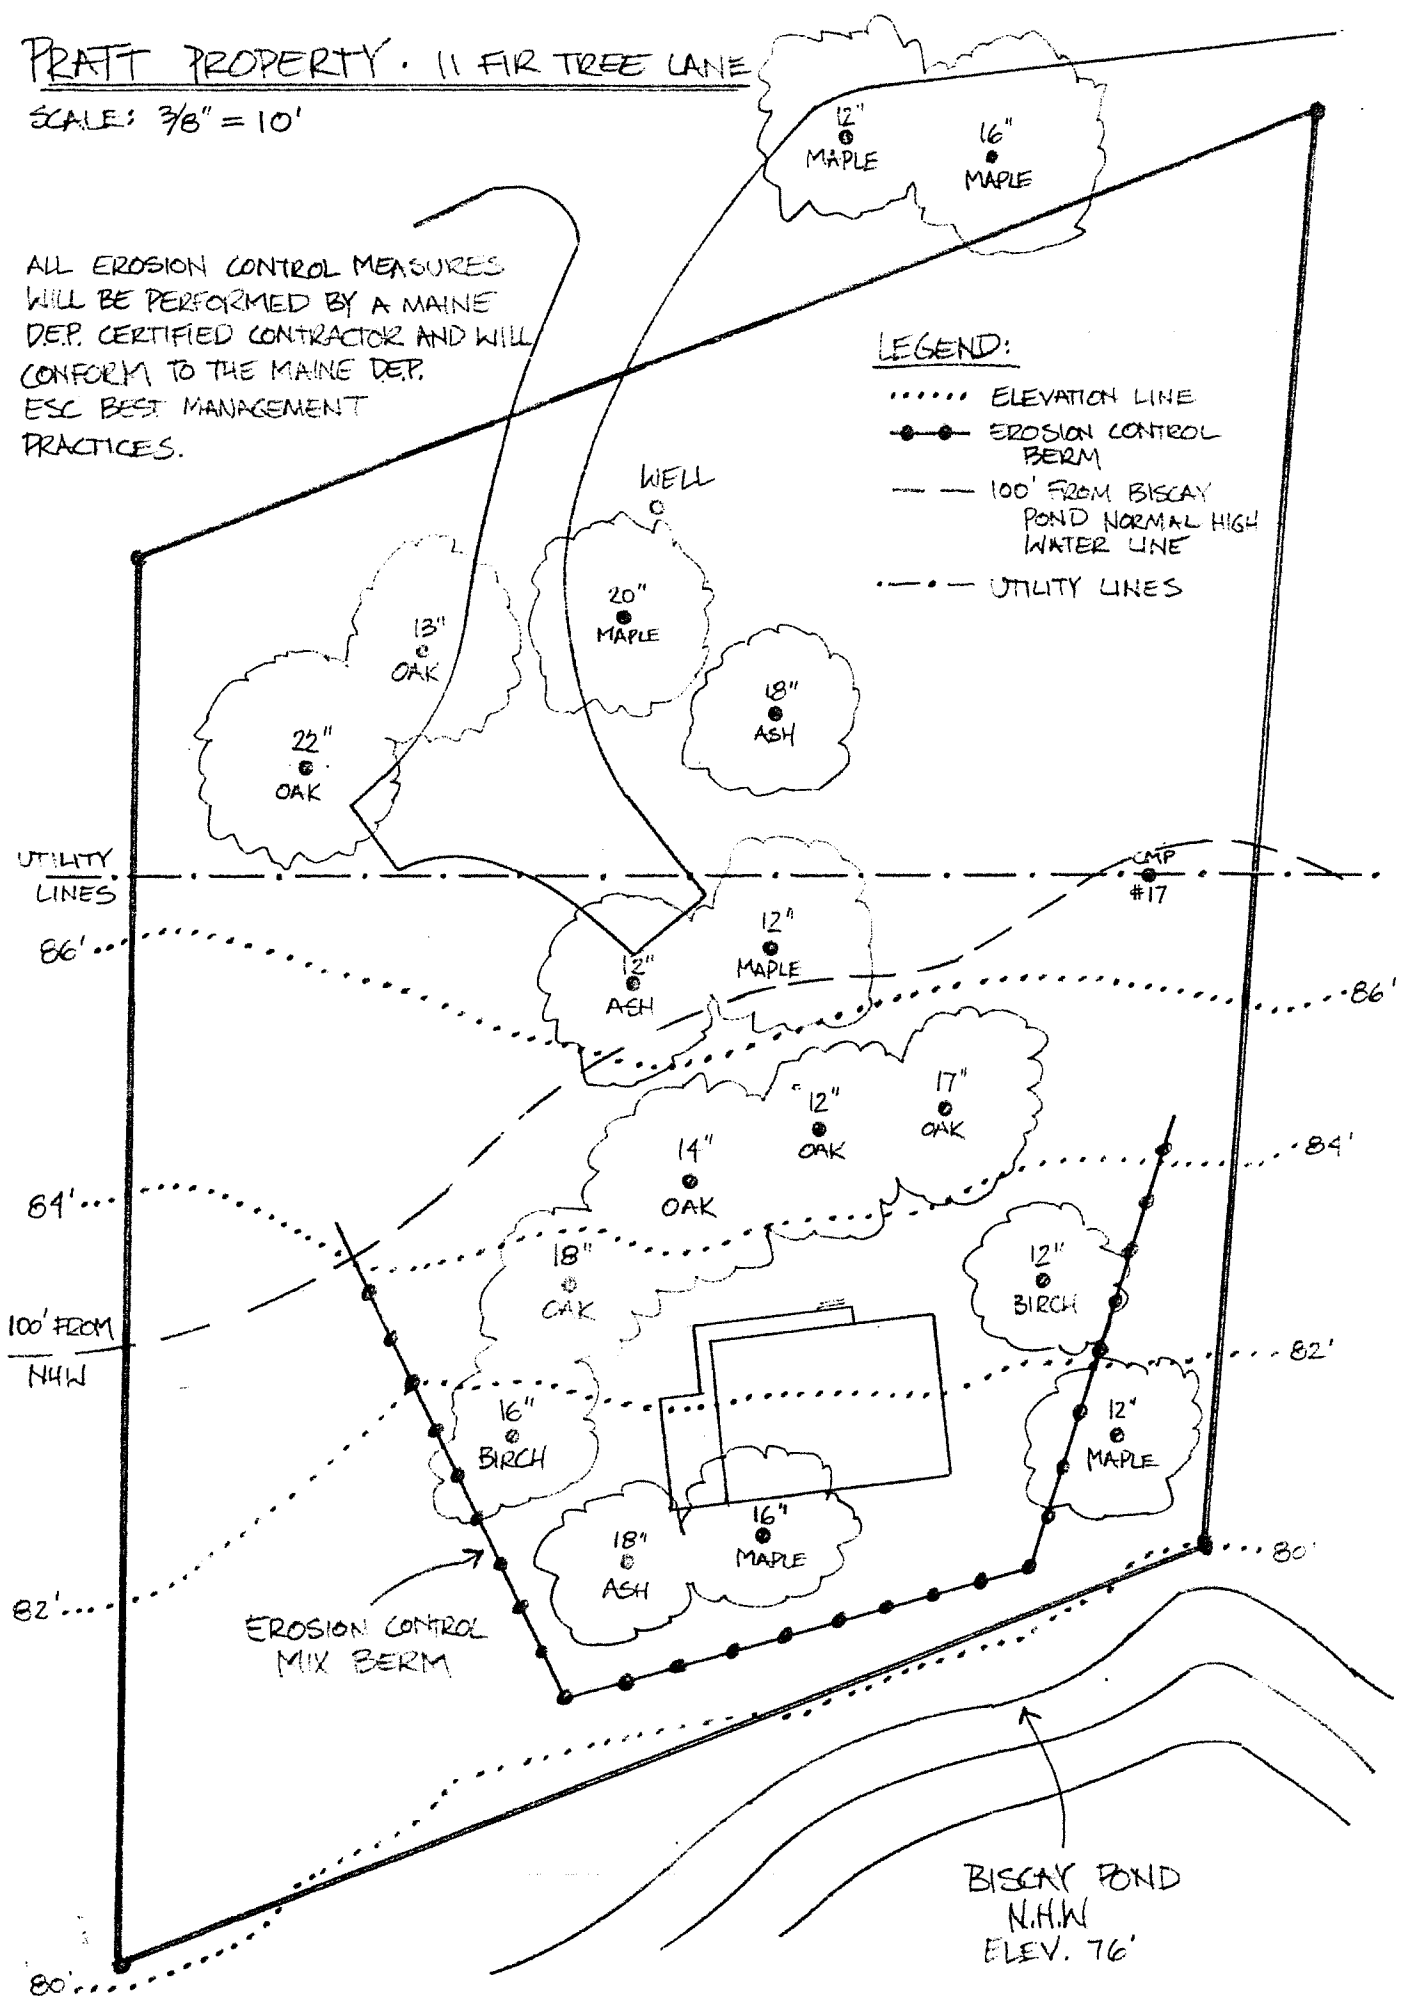 PRATT PROPERTY · 11 FIR TREE LANE
SCALE: 3/8" = 10'
12"
MAPLE
16"
MAPLE
ALL EROSION CONTROL MEASURES
WILL BE PERFORMED BY A MAINE
D.E.P. CERTIFIED CONTRACTOR AND WILL
CONFORM TO THE MAINE D.E.P.
ESC BEST MANAGEMENT
PRACTICES.
LEGEND:
ELEVATION LINE
EROSION CONTROL
BERM
100' FROM BISCAY
POND NORMAL HIGH
WATER LINE
UTILITY LINES
WELL
20"
MAPLE
13"
OAK
18"
ASH
22"
OAK
UTILITY
LINES
CMP
#17
86'
12"
MAPLE
12"
ASH
86'
17"
OAK
12"
OAK
14"
OAK
84'
84'
18"
OAK
12"
BIRCH
100' FROM
NHW
82'
16"
BIRCH
12"
MAPLE
16"
MAPLE
18"
ASH
80'
82'
EROSION CONTROL
MIX BERM
BISCAY POND
N.H.W
ELEV. 76'
80'